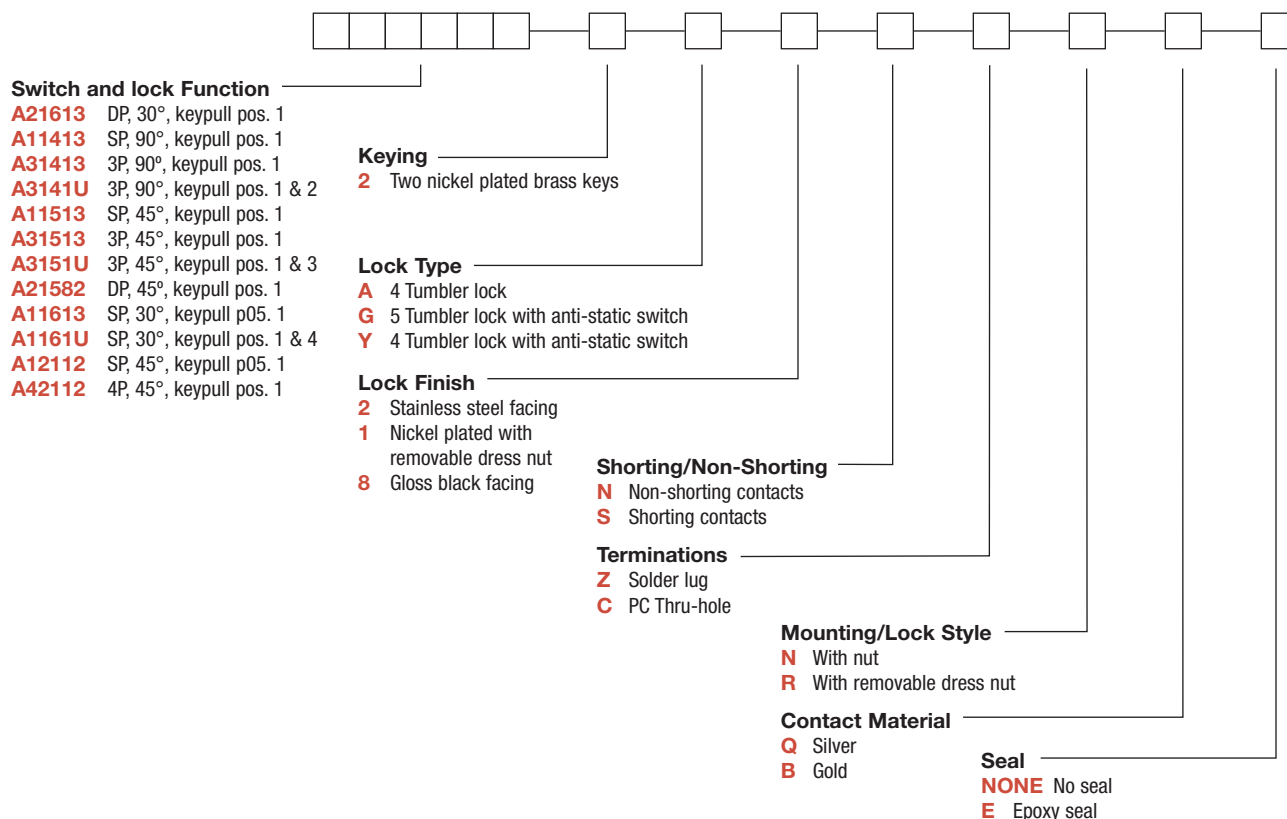 Switch and lock Function
A21613 DP, 30°, keypull pos. 1
A11413 SP, 90°, keypull pos. 1
A31413 3P, 90º, keypull pos. 1
A3141U 3P, 90°, keypull pos. 1 & 2
A11513 SP, 45°, keypull pos. 1
A31513 3P, 45°, keypull pos. 1
A3151U 3P, 45°, keypull pos. 1 & 3
A21582 DP, 45º, keypull pos. 1
A11613 SP, 30°, keypull p05. 1
A1161U SP, 30°, keypull pos. 1 & 4
A12112 SP, 45°, keypull p05. 1
A42112 4P, 45°, keypull pos. 1
Keying
2 Two nickel plated brass keys
Lock Type
A 4 Tumbler lock
G 5 Tumbler lock with anti-static switch
Y 4 Tumbler lock with anti-static switch
Lock Finish
2 Stainless steel facing
1 Nickel plated with
removable dress nut
8 Gloss black facing
Shorting/Non-Shorting
N Non-shorting contacts
S Shorting contacts
Terminations
Z Solder lug
C PC Thru-hole
Mounting/Lock Style
N With nut
R With removable dress nut
Contact Material
Q Silver
B Gold
Seal
NONE No seal
E Epoxy seal